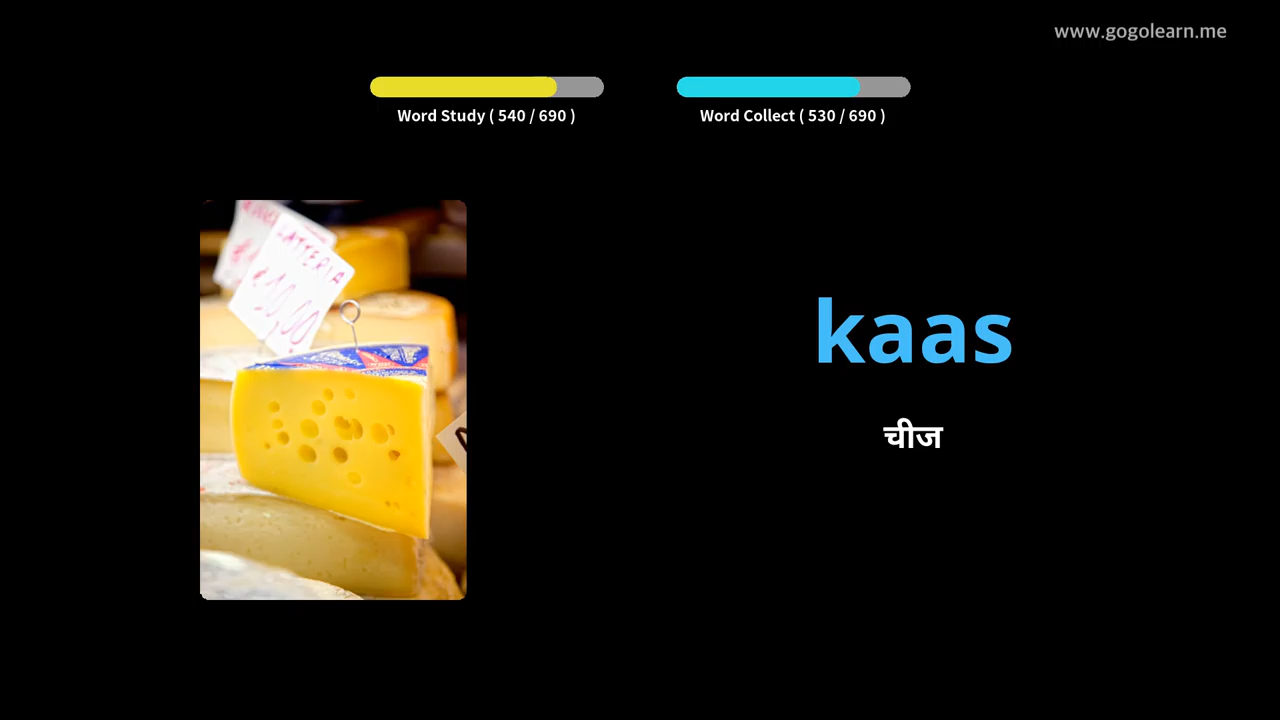 www.gogolearn.me
Word Study ( 540 / 690 )
Word Collect ( 530 / 690 )
LATTERIA
kaas
चीज